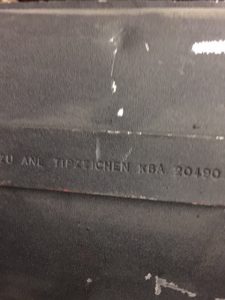 ZU ANL TIPZEICHEN KBA 20490